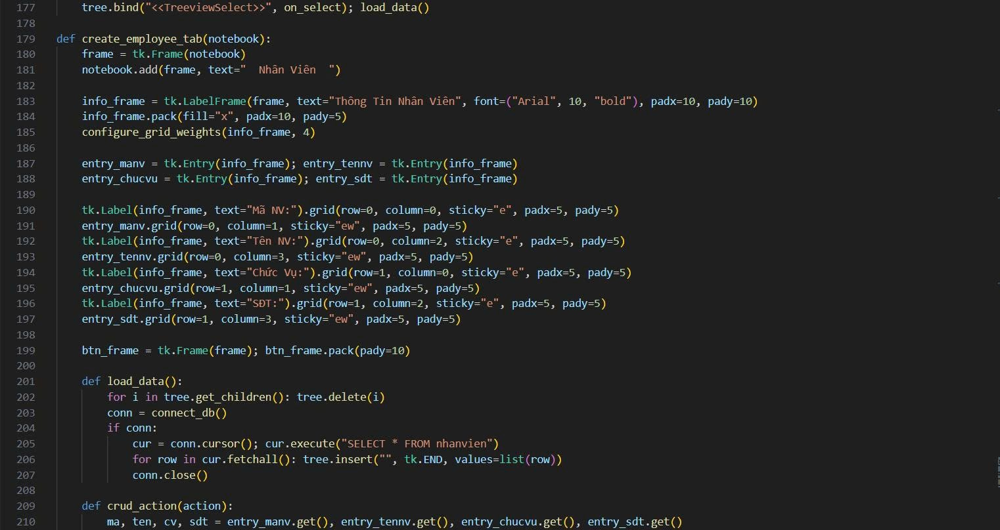 177 tree.bind("<<TreeviewSelect>>", on_select); load_data()
178
179 def create_employee_tab(notebook):
180 frame = tk.Frame(notebook)
181 notebook.add(frame, text="  Nhân Viên  ")
182
183 info_frame = tk.LabelFrame(frame, text="Thông Tin Nhân Viên", font=("Arial", 10, "bold"), padx=10, pady=10)
184 info_frame.pack(fill="x", padx=10, pady=5)
185 configure_grid_weights(info_frame, 4)
186
187 entry_manv = tk.Entry(info_frame); entry_tennv = tk.Entry(info_frame)
188 entry_chucvu = tk.Entry(info_frame); entry_sdt = tk.Entry(info_frame)
189
190 tk.Label(info_frame, text="Mã NV:").grid(row=0, column=0, sticky="e", padx=5, pady=5)
191 entry_manv.grid(row=0, column=1, sticky="ew", padx=5, pady=5)
192 tk.Label(info_frame, text="Tên NV:").grid(row=0, column=2, sticky="e", padx=5, pady=5)
193 entry_tennv.grid(row=0, column=3, sticky="ew", padx=5, pady=5)
194 tk.Label(info_frame, text="Chức Vụ:").grid(row=1, column=0, sticky="e", padx=5, pady=5)
195 entry_chucvu.grid(row=1, column=1, sticky="ew", padx=5, pady=5)
196 tk.Label(info_frame, text="SĐT:").grid(row=1, column=2, sticky="e", padx=5, pady=5)
197 entry_sdt.grid(row=1, column=3, sticky="ew", padx=5, pady=5)
198
199 btn_frame = tk.Frame(frame); btn_frame.pack(pady=10)
200
201 def load_data():
202 for i in tree.get_children(): tree.delete(i)
203 conn = connect_db()
204 if conn:
205 cur = conn.cursor(); cur.execute("SELECT * FROM nhanvien")
206 for row in cur.fetchall(): tree.insert("", tk.END, values=list(row))
207 conn.close()
208
209 def crud_action(action):
210 ma, ten, cv, sdt = entry_manv.get(), entry_tennv.get(), entry_chucvu.get(), entry_sdt.get()